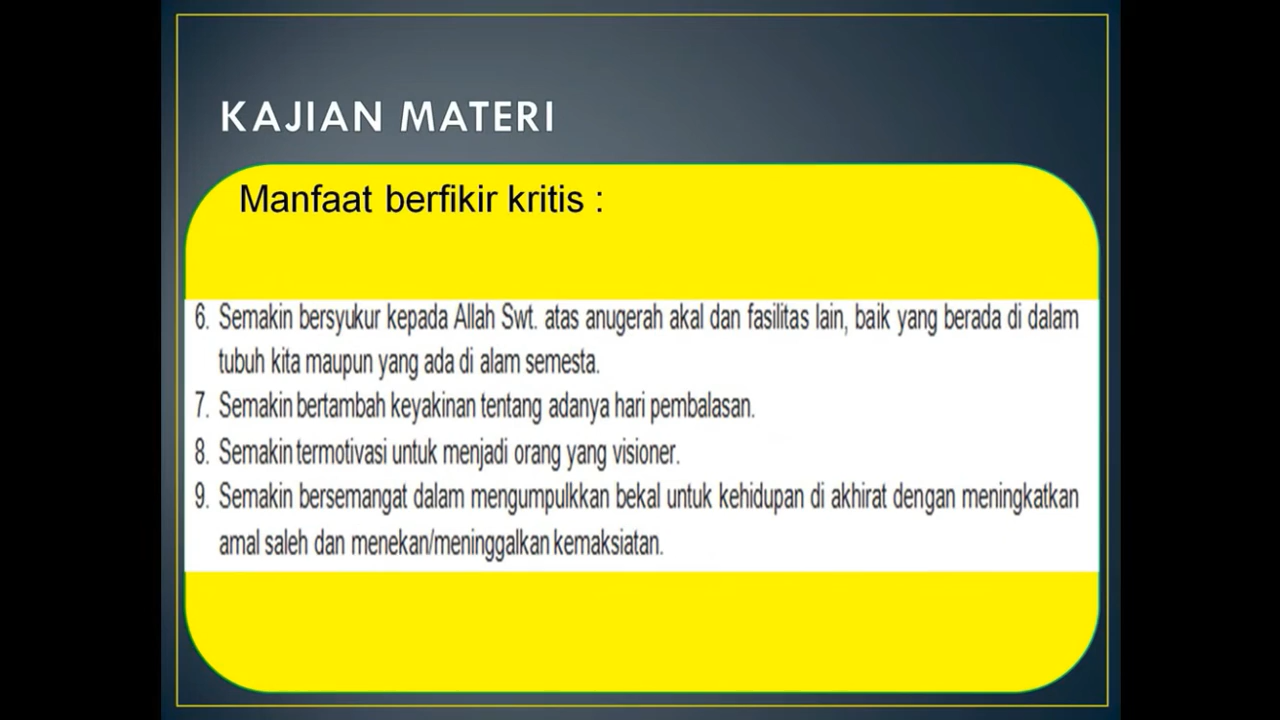 KAJIAN MATERI
Manfaat berfikir kritis :
6. Semakin bersyukur kepada Allah Swt. atas anugerah akal dan fasilitas lain, baik yang berada di dalam
tubuh kita maupun yang ada di alam semesta.
7. Semakin bertambah keyakinan tentang adanya hari pembalasan.
8. Semakin termotivasi untuk menjadi orang yang visioner.
9. Semakin bersemangat dalam mengumpulkkan bekal untuk kehidupan di akhirat dengan meningkatkan
amal saleh dan menekan/meninggalkan kemaksiatan.